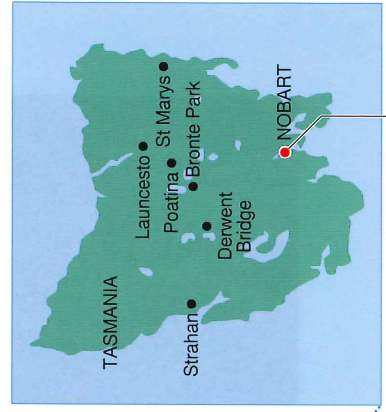 TASMANIA
Launcesto
Poatina
St Marys
Bronte Park
Derwent
Bridge
Strahan
NOBART